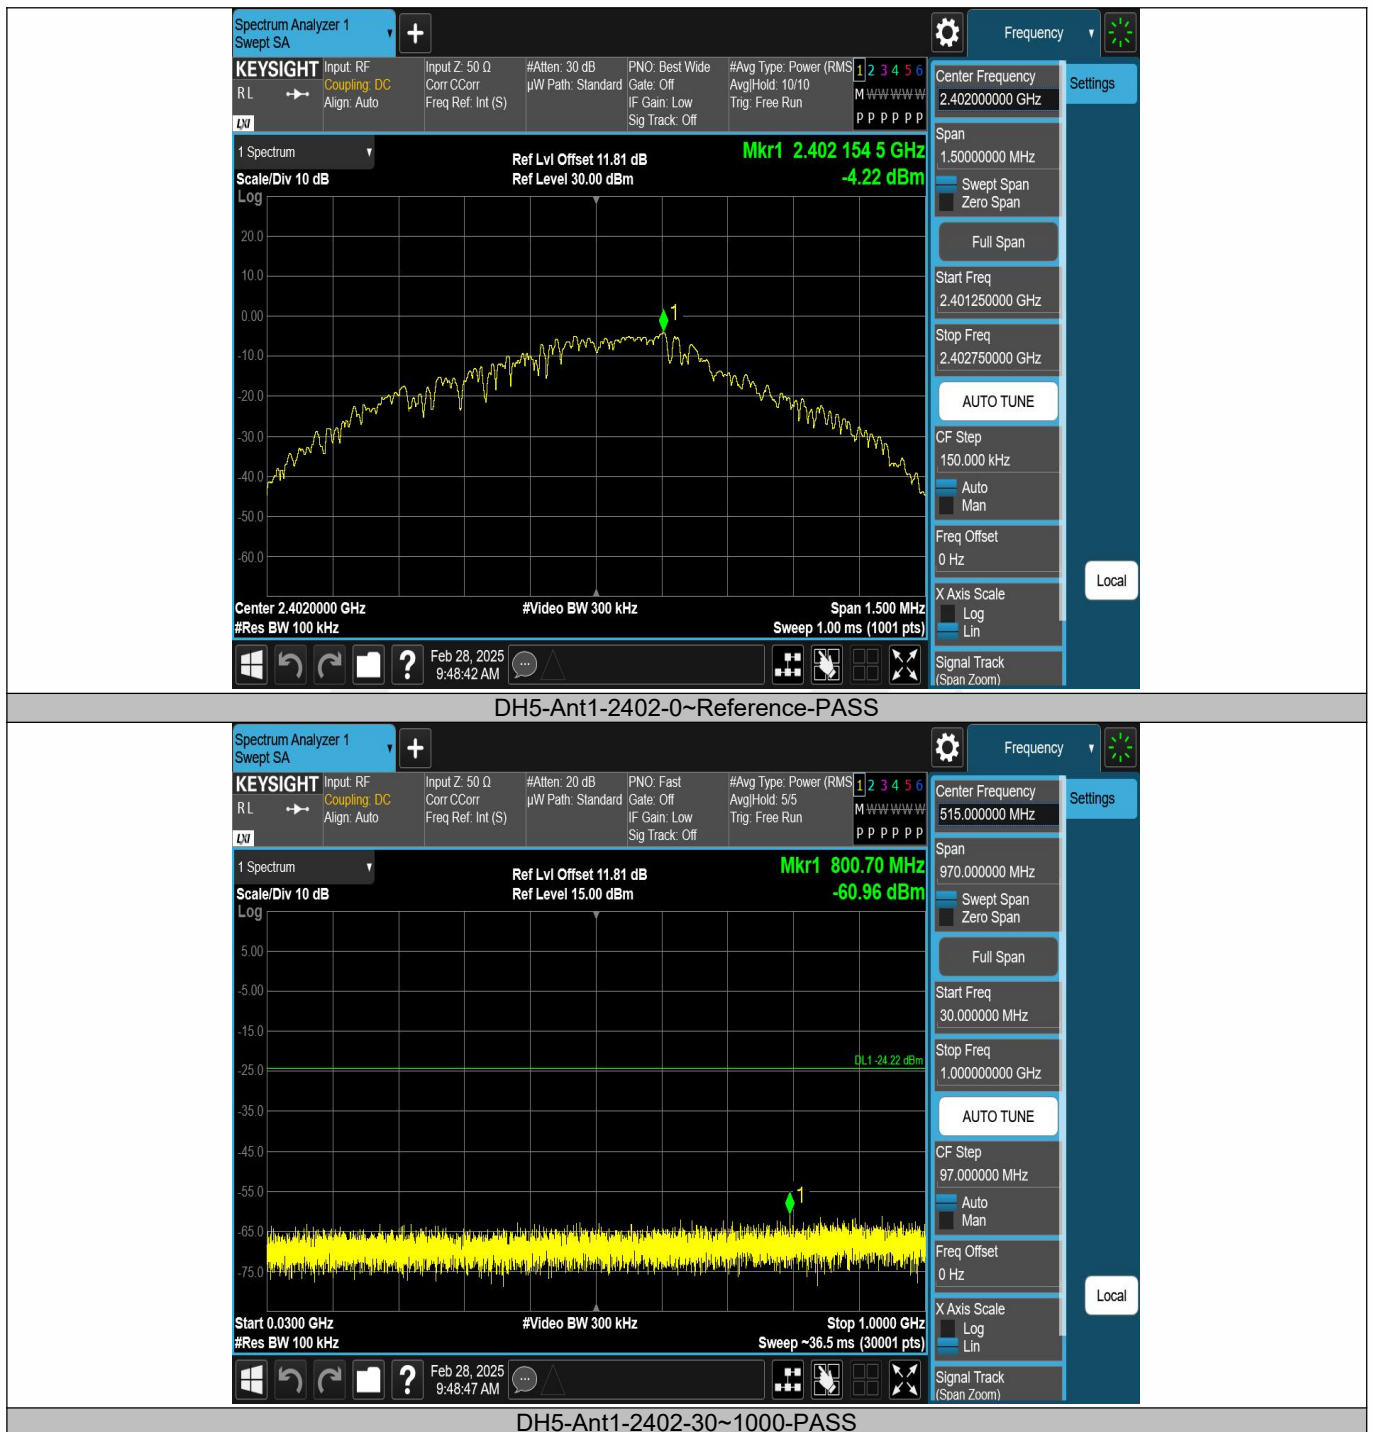 Spectrum Analyzer 1
Swept SA
Frequency
KEYSIGHT
R L
LXI
Input: RF
Coupling: DC
Align: Auto
Input Z: 50 Ω
Corr CCorr
Freq Ref: Int (S)
#Atten: 30 dB
µW Path: Standard
PNO: Best Wide
Gate: Off
IF Gain: Low
Sig Track: Off
#Avg Type: Power (RMS
Avg|Hold: 10/10
Trig: Free Run
1 2 3 4 5 6
M W W W W W
P P P P P P
1 Spectrum
Scale/Div 10 dB
Ref Lvl Offset 11.81 dB
Ref Level 30.00 dBm
Mkr1 2.402 154 5 GHz
-4.22 dBm
Log
20.0
10.0
0.00
-10.0
-20.0
-30.0
-40.0
-50.0
-60.0
1
Center 2.4020000 GHz
#Res BW 100 kHz
#Video BW 300 kHz
Span 1.500 MHz
Sweep 1.00 ms (1001 pts)
Feb 28, 2025
9:48:42 AM
Center Frequency
2.402000000 GHz
Settings
Span
1.50000000 MHz
Swept Span
Zero Span
Full Span
Start Freq
2.401250000 GHz
Stop Freq
2.402750000 GHz
AUTO TUNE
CF Step
150.000 kHz
Auto
Man
Freq Offset
0 Hz
Local
X Axis Scale
Log
Lin
Signal Track
(Span Zoom)
DH5-Ant1-2402-0~Reference-PASS
Spectrum Analyzer 1
Swept SA
Frequency
KEYSIGHT
R L
LXI
Input: RF
Coupling: DC
Align: Auto
Input Z: 50 Ω
Corr CCorr
Freq Ref: Int (S)
#Atten: 20 dB
µW Path: Standard
PNO: Fast
Gate: Off
IF Gain: Low
Sig Track: Off
#Avg Type: Power (RMS
Avg|Hold: 5/5
Trig: Free Run
1 2 3 4 5 6
M W W W W W
P P P P P P
1 Spectrum
Scale/Div 10 dB
Ref Lvl Offset 11.81 dB
Ref Level 15.00 dBm
Mkr1 800.70 MHz
-60.96 dBm
Log
5.00
-5.00
-15.0
-25.0
-35.0
-45.0
-55.0
-65.0
-75.0
DL1 -24.22 dBm
1
Start 0.0300 GHz
#Res BW 100 kHz
#Video BW 300 kHz
Stop 1.0000 GHz
Sweep ~36.5 ms (30001 pts)
Feb 28, 2025
9:48:47 AM
Center Frequency
515.000000 MHz
Settings
Span
970.000000 MHz
Swept Span
Zero Span
Full Span
Start Freq
30.000000 MHz
Stop Freq
1.000000000 GHz
AUTO TUNE
CF Step
97.000000 MHz
Auto
Man
Freq Offset
0 Hz
Local
X Axis Scale
Log
Lin
Signal Track
(Span Zoom)
DH5-Ant1-2402-30~1000-PASS